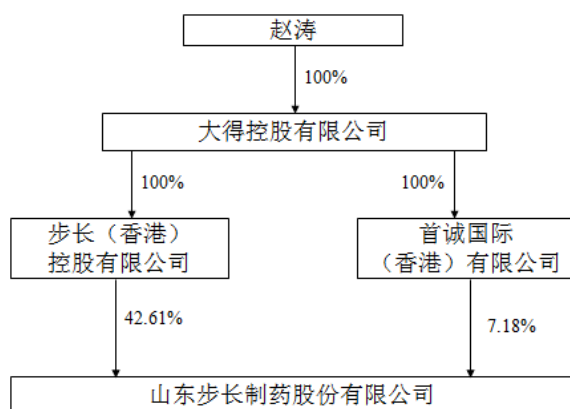 赵涛
100%
大得控股有限公司
100%
100%
步长（香港）
控股有限公司
首诚国际
（香港）有限公司
42.61%
7.18%
山东步长制药股份有限公司